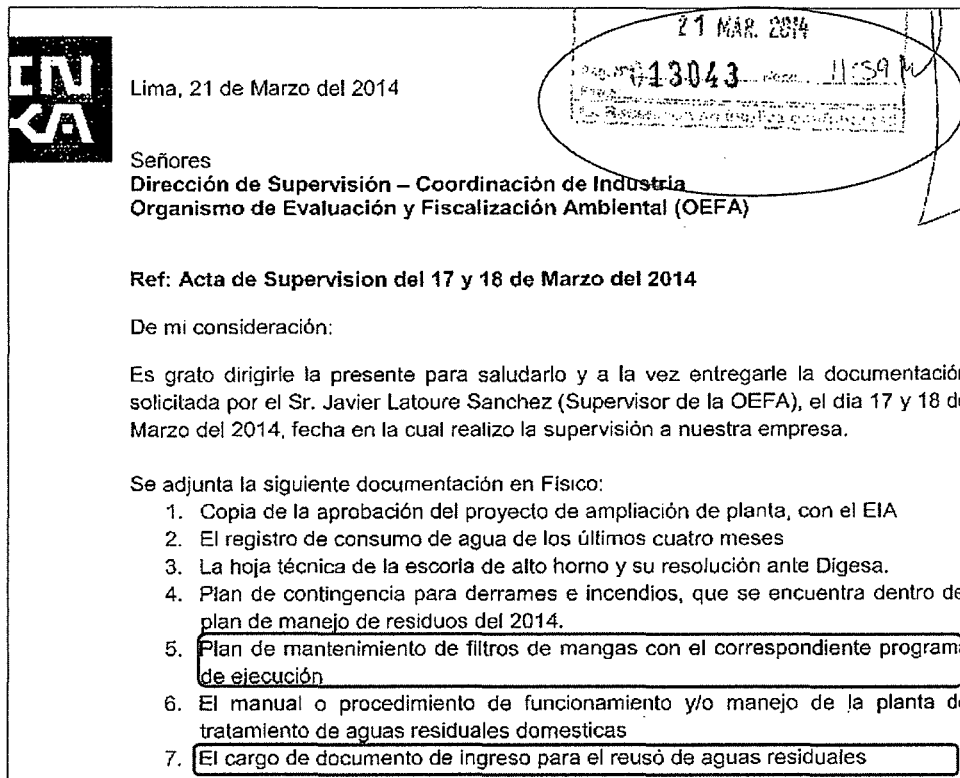 21 MAR. 2014
013043 11:59
IN
KA
Lima, 21 de Marzo del 2014
Señores
Dirección de Supervisión – Coordinación de Industria
Organismo de Evaluación y Fiscalización Ambiental (OEFA)
Ref: Acta de Supervision del 17 y 18 de Marzo del 2014
De mi consideración:
Es grato dirigirle la presente para saludarlo y a la vez entregarle la documentación
solicitada por el Sr. Javier Latoure Sanchez (Supervisor de la OEFA), el dia 17 y 18 de
Marzo del 2014, fecha en la cual realizo la supervisión a nuestra empresa.
Se adjunta la siguiente documentación en Físico:
1. Copia de la aprobación del proyecto de ampliación de planta, con el EIA
2. El registro de consumo de agua de los últimos cuatro meses
3. La hoja técnica de la escoria de alto horno y su resolución ante Digesa.
4. Plan de contingencia para derrames e incendios, que se encuentra dentro de
plan de manejo de residuos del 2014.
5. Plan de mantenimiento de filtros de mangas con el correspondiente programa
de ejecución
6. El manual o procedimiento de funcionamiento y/o manejo de la planta de
tratamiento de aguas residuales domesticas
7. El cargo de documento de ingreso para el reusó de aguas residuales